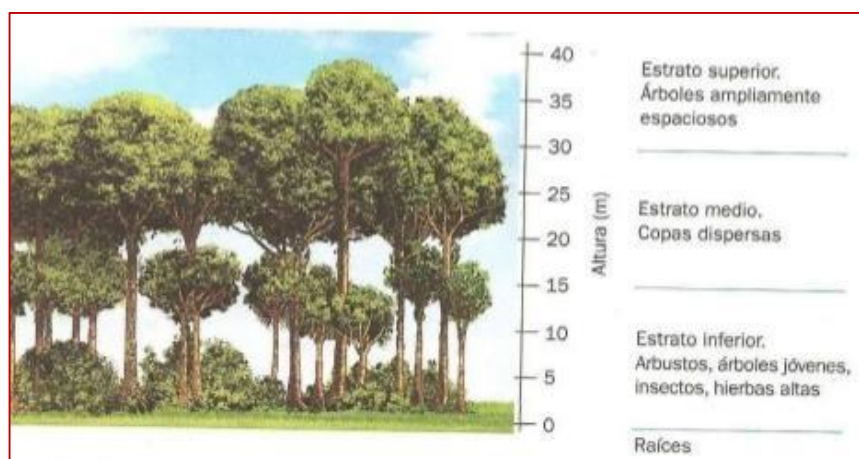 40
35
30
25
20
15
10
5
0
Altura (m)
Estrato superior.
Árboles ampliamente
espaciosos
Estrato medio.
Copas dispersas
Estrato inferior.
Arbustos, árboles jóvenes,
insectos, hierbas altas
Raíces